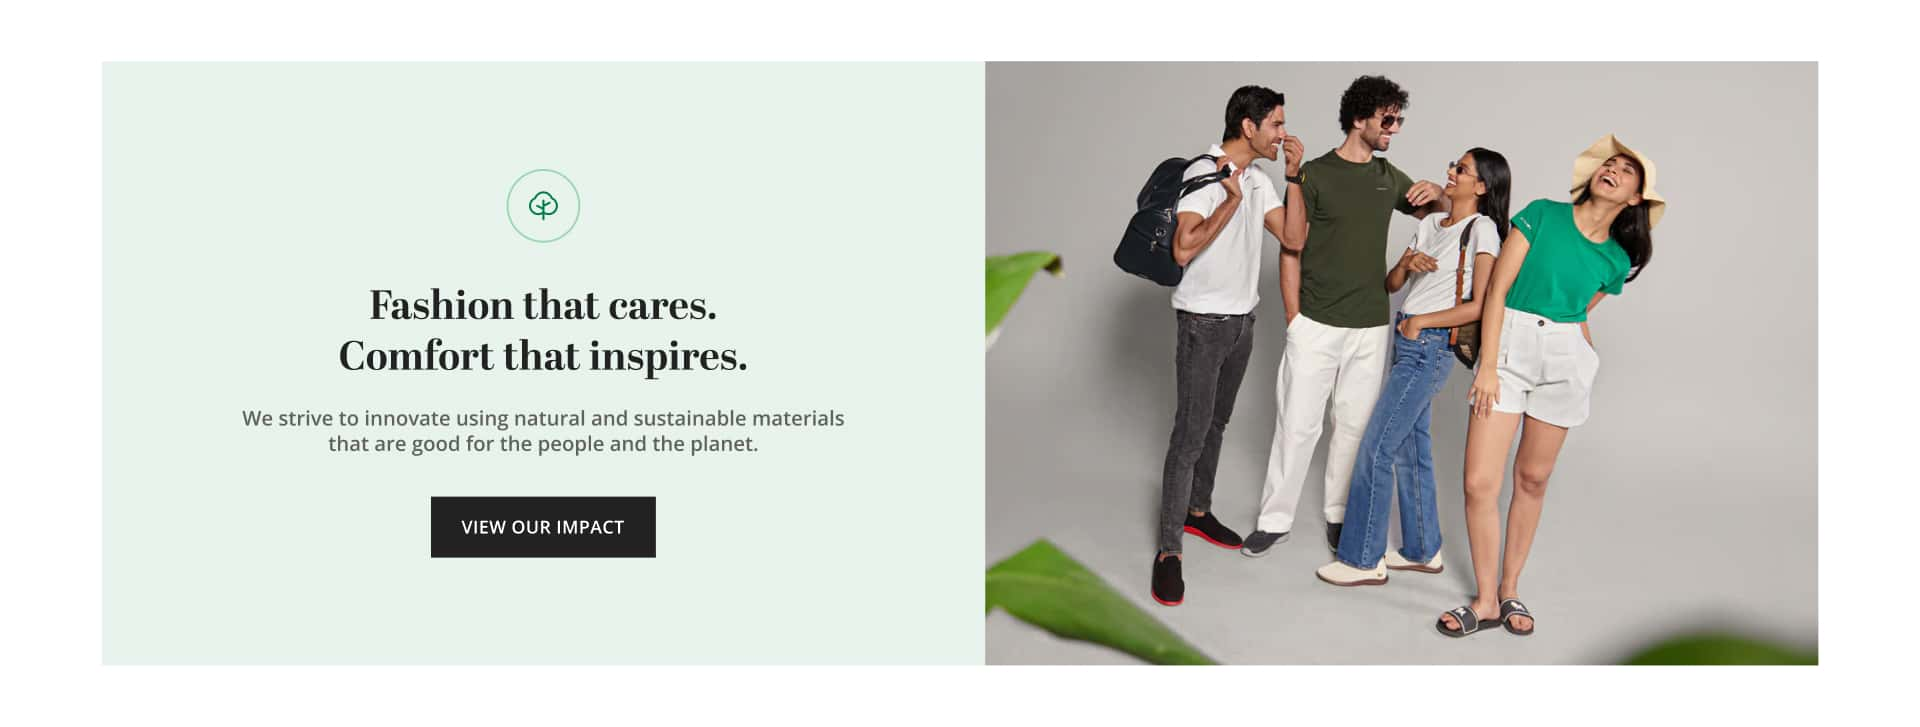 Fashion that cares.
Comfort that inspires.
We strive to innovate using natural and sustainable materials
that are good for the people and the planet.
VIEW OUR IMPACT